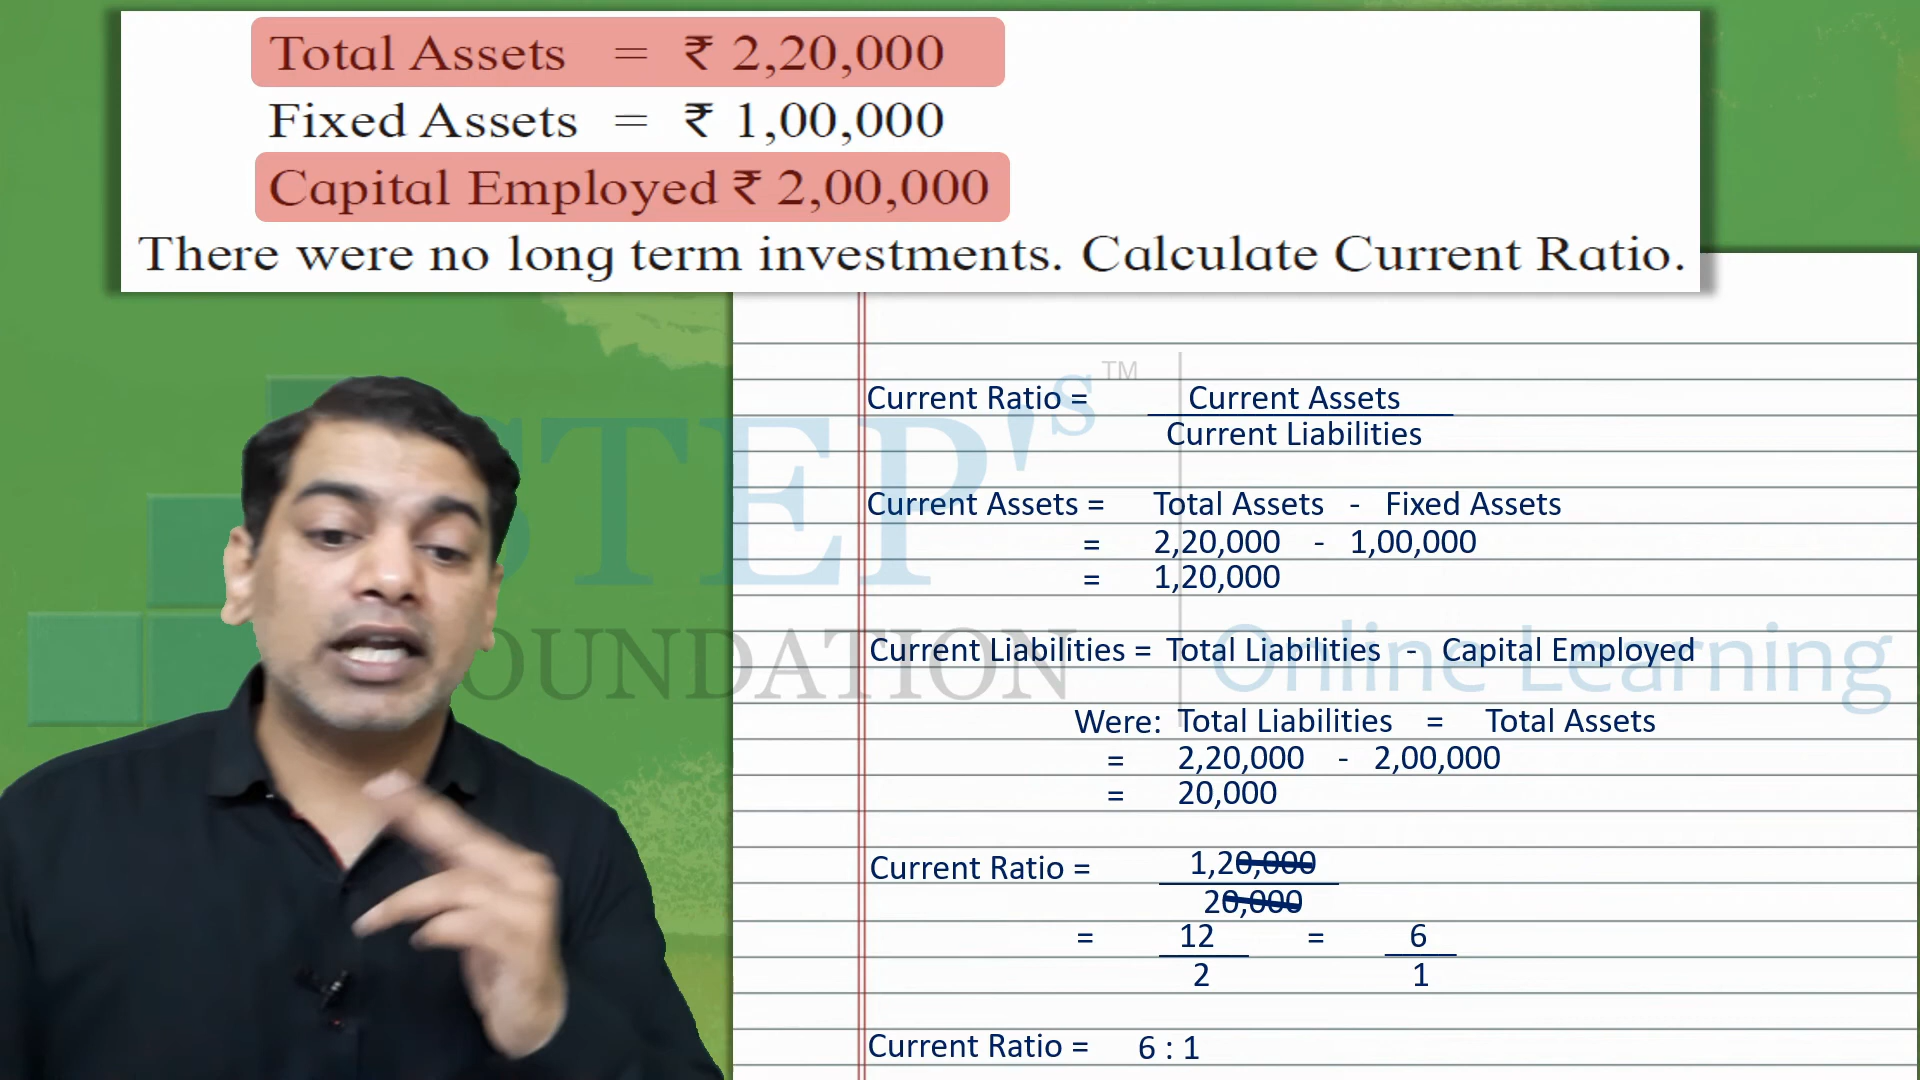 Total Assets = ₹ 2,20,000
Fixed Assets = ₹ 1,00,000
Capital Employed ₹ 2,00,000
There were no long term investments. Calculate Current Ratio.
STEP's™
FOUNDATION
Online Learning
Current Ratio = Current Assets
Current Liabilities
Current Assets = Total Assets - Fixed Assets
= 2,20,000 - 1,00,000
= 1,20,000
Current Liabilities = Total Liabilities - Capital Employed
Were: Total Liabilities = Total Assets
= 2,20,000 - 2,00,000
= 20,000
Current Ratio = 1,20,000
20,000
= 12 = 6
2 1
Current Ratio = 6 : 1